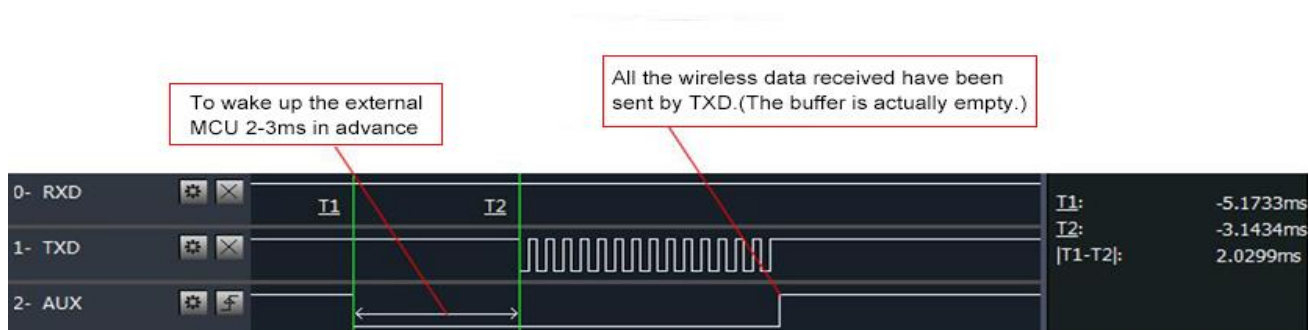 To wake up the external
MCU 2-3ms in advance
All the wireless data received have been
sent by TXD.(The buffer is actually empty.)
0- RXD
T1
T2
T1: -5.1733ms
T2: -3.1434ms
1- TXD
|T1-T2|: 2.0299ms
2- AUX